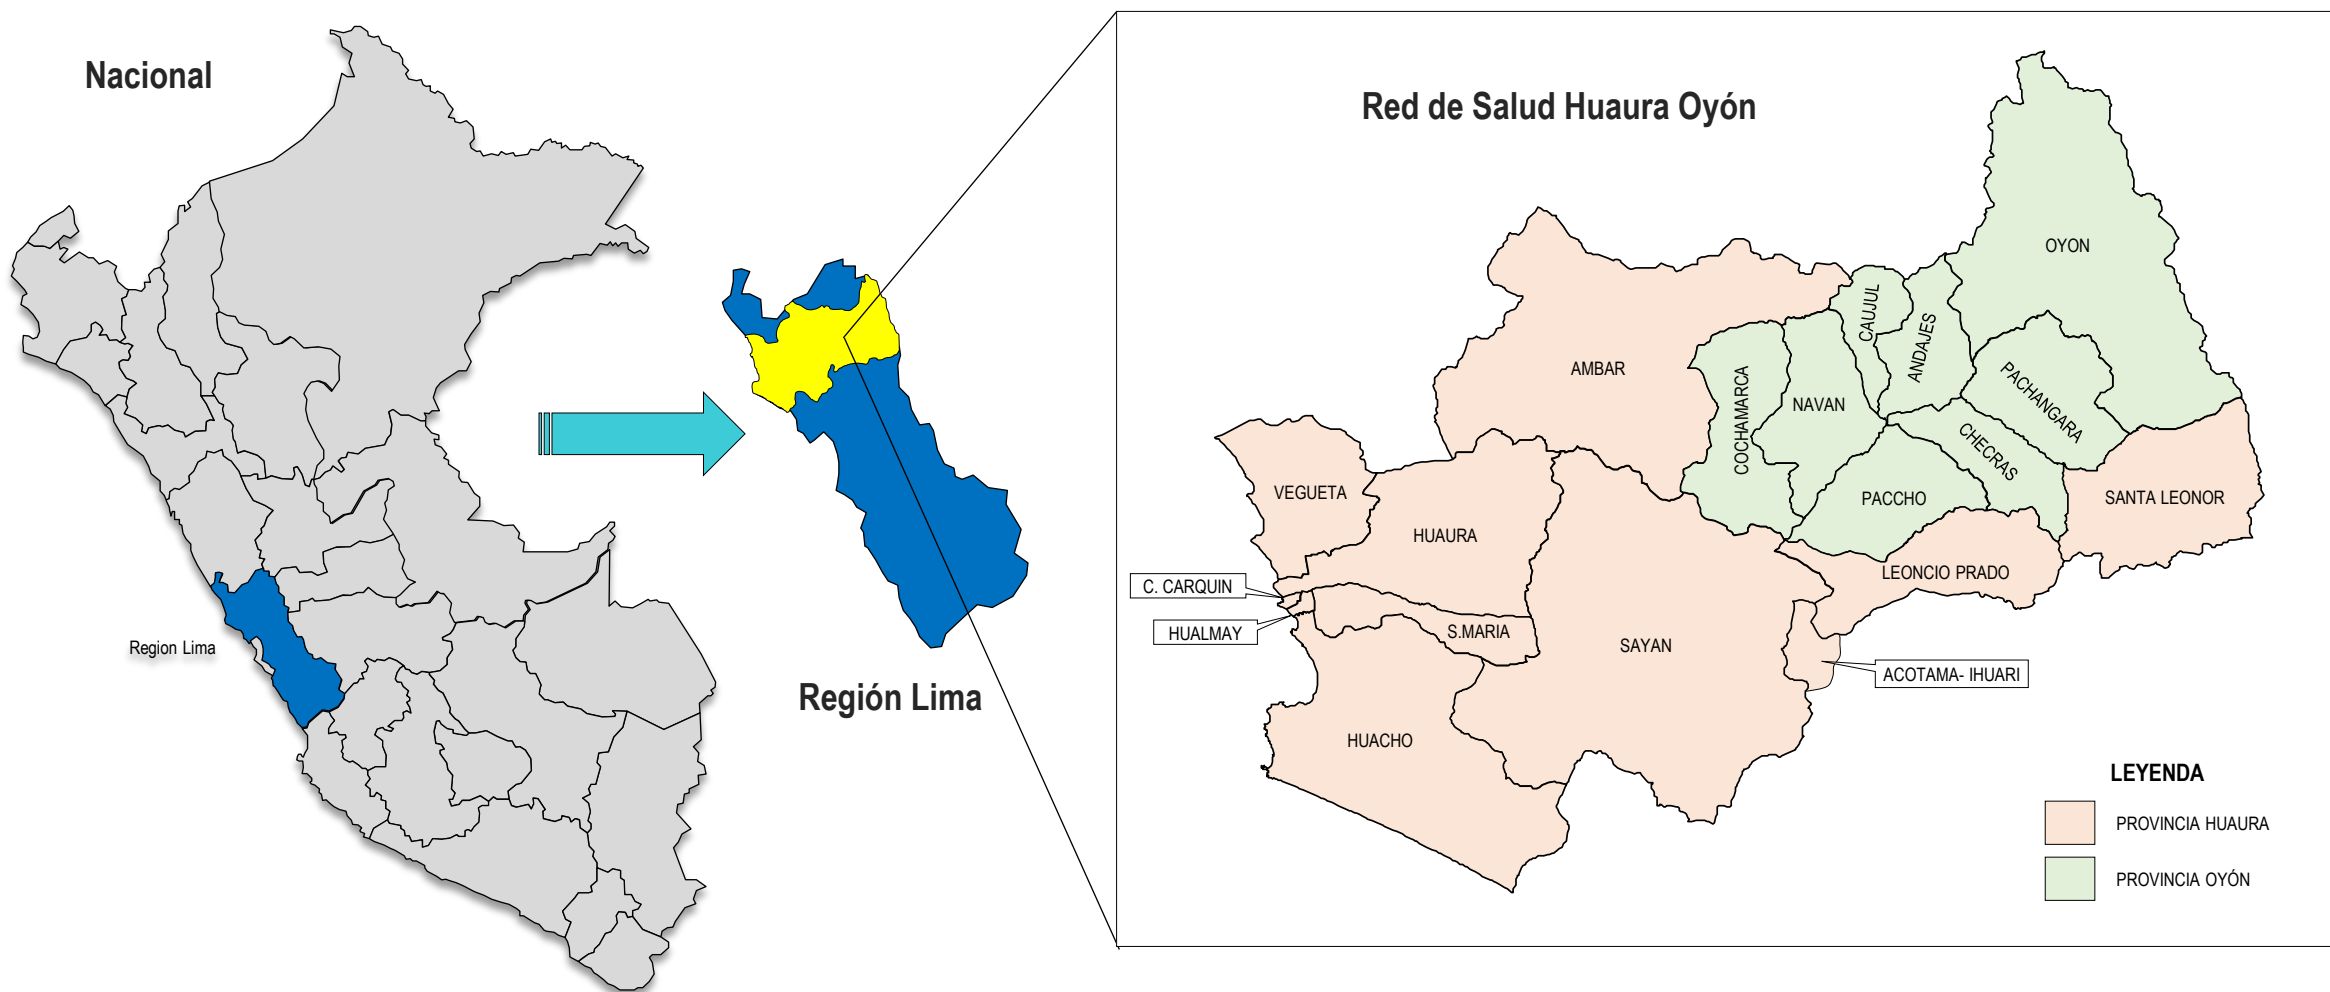 Nacional
Region Lima
Región Lima
Red de Salud Huaura Oyón
OYON
CAUJUL
ANDAJES
AMBAR
PACHANGARA
COCHAMARCA
NAVAN
CHECRAS
VEGUETA
PACCHO
SANTA LEONOR
HUAURA
LEONCIO PRADO
C. CARQUIN
HUALMAY
S.MARIA
SAYAN
ACOTAMA- IHUARI
HUACHO
LEYENDA
PROVINCIA HUAURA
PROVINCIA OYÓN